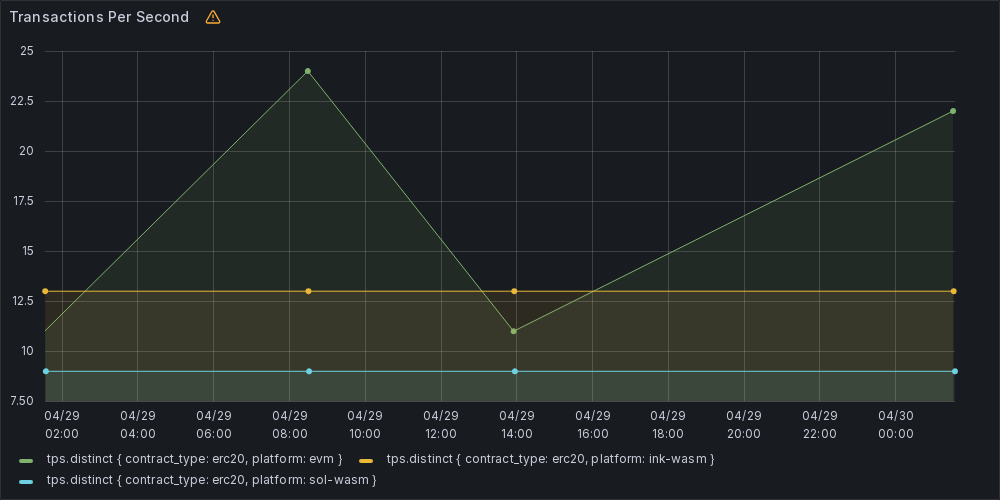 Transactions Per Second
25
22.5
20
17.5
15
12.5
10
7.50
04/29 04/29 04/29 04/29 04/29 04/29 04/29 04/29 04/29 04/29 04/29 04/30
02:00 04:00 06:00 08:00 10:00 12:00 14:00 16:00 18:00 20:00 22:00 00:00
tps.distinct { contract_type: erc20, platform: evm } tps.distinct { contract_type: erc20, platform: ink-wasm }
tps.distinct { contract_type: erc20, platform: sol-wasm }